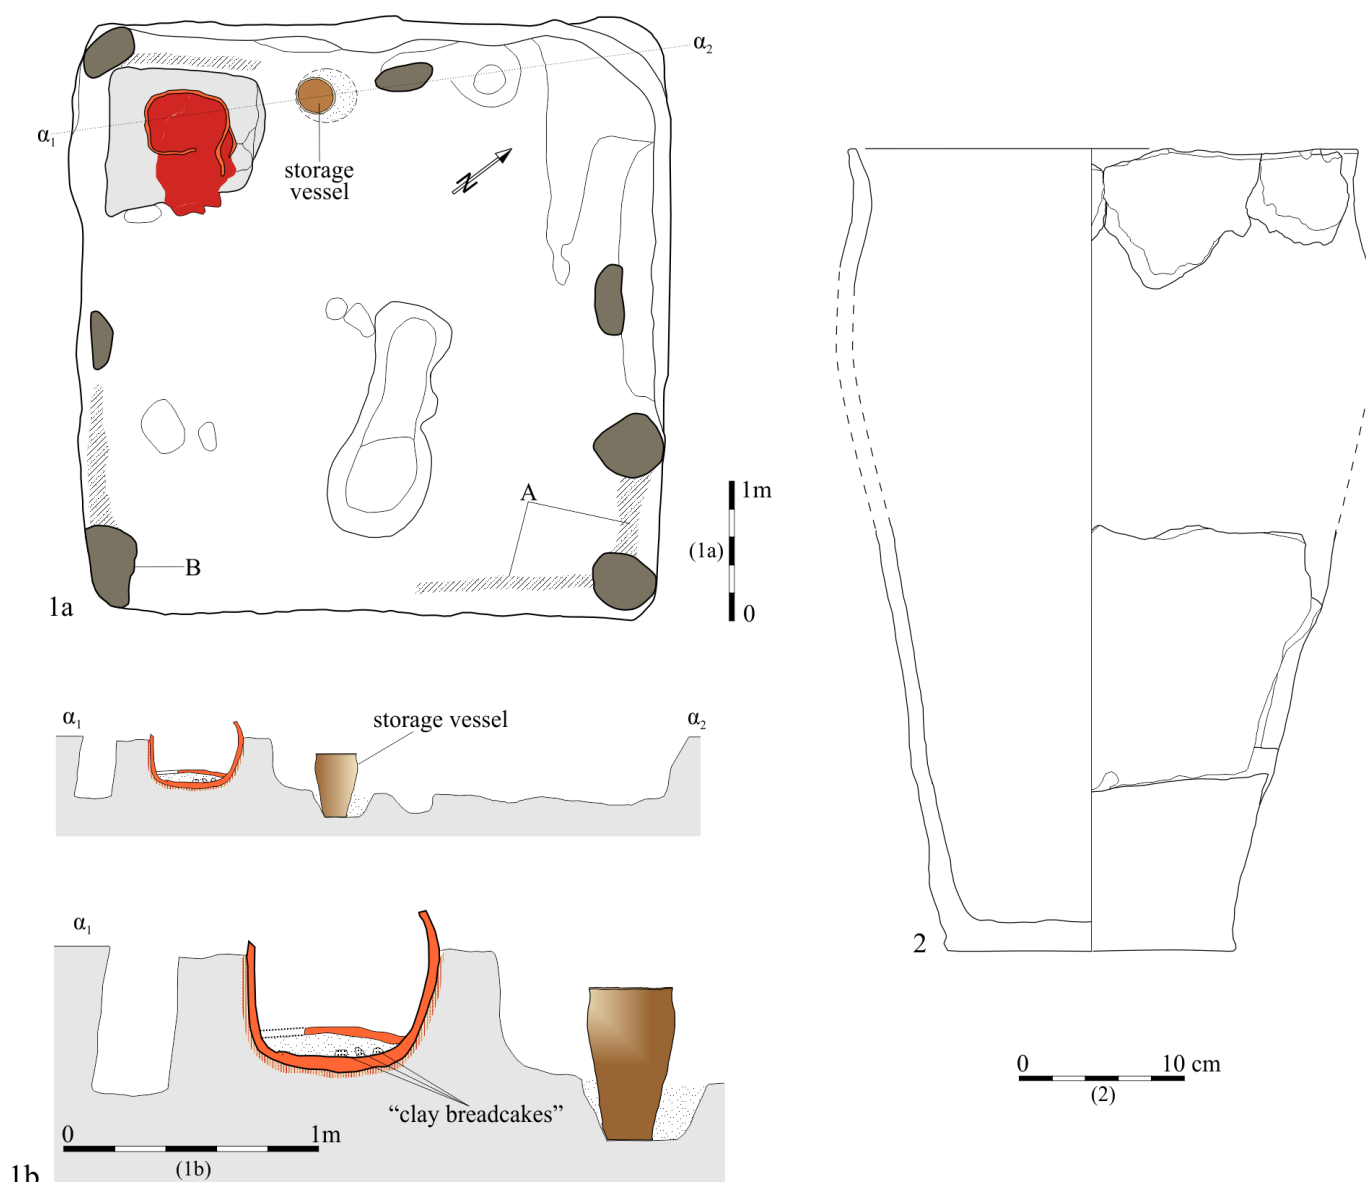 α₁
α₂
storage
vessel
N
A
B
1m
(1a)
0
1a
α₁
storage vessel
α₂
α₁
“clay breadcakes”
0 1m
(1b)
1b
2
0 10 cm
(2)